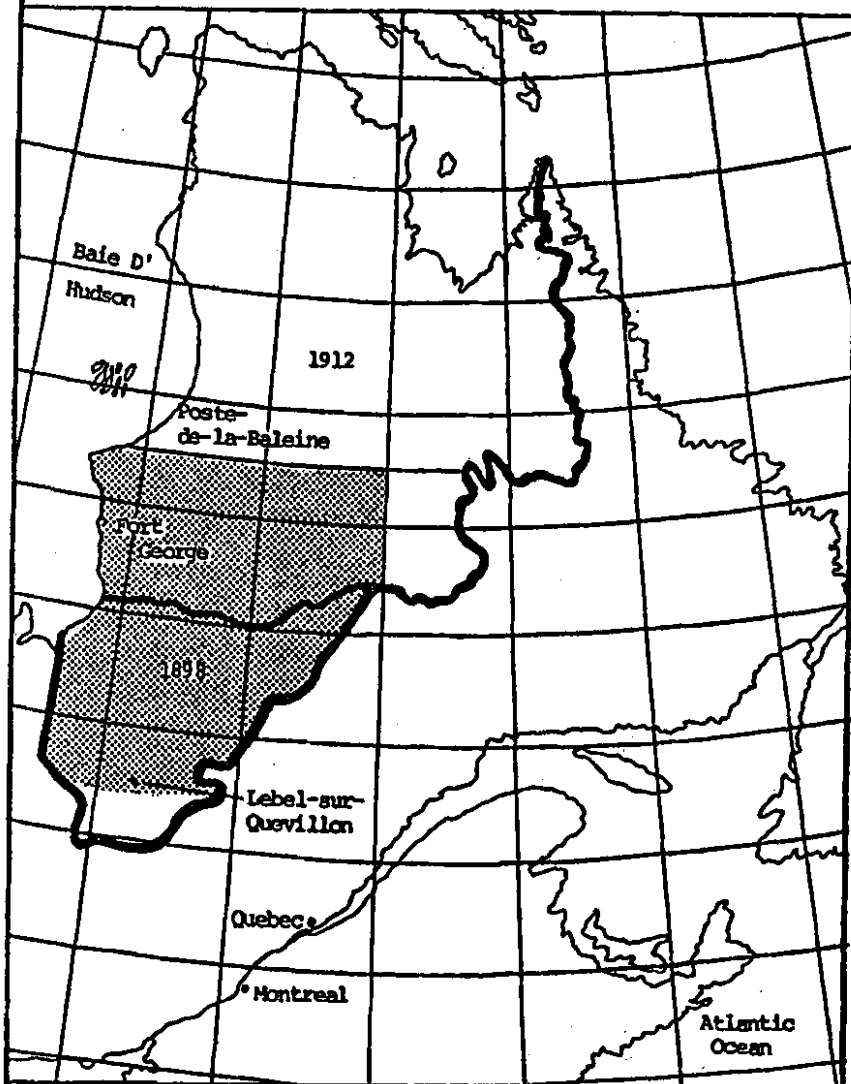 Baie D'
Hudson
1912
Poste-
de-la-Baleine
Fort
George
1898
Lebel-sur-
Quevillon
Quebec
Montreal
Atlantic
Ocean